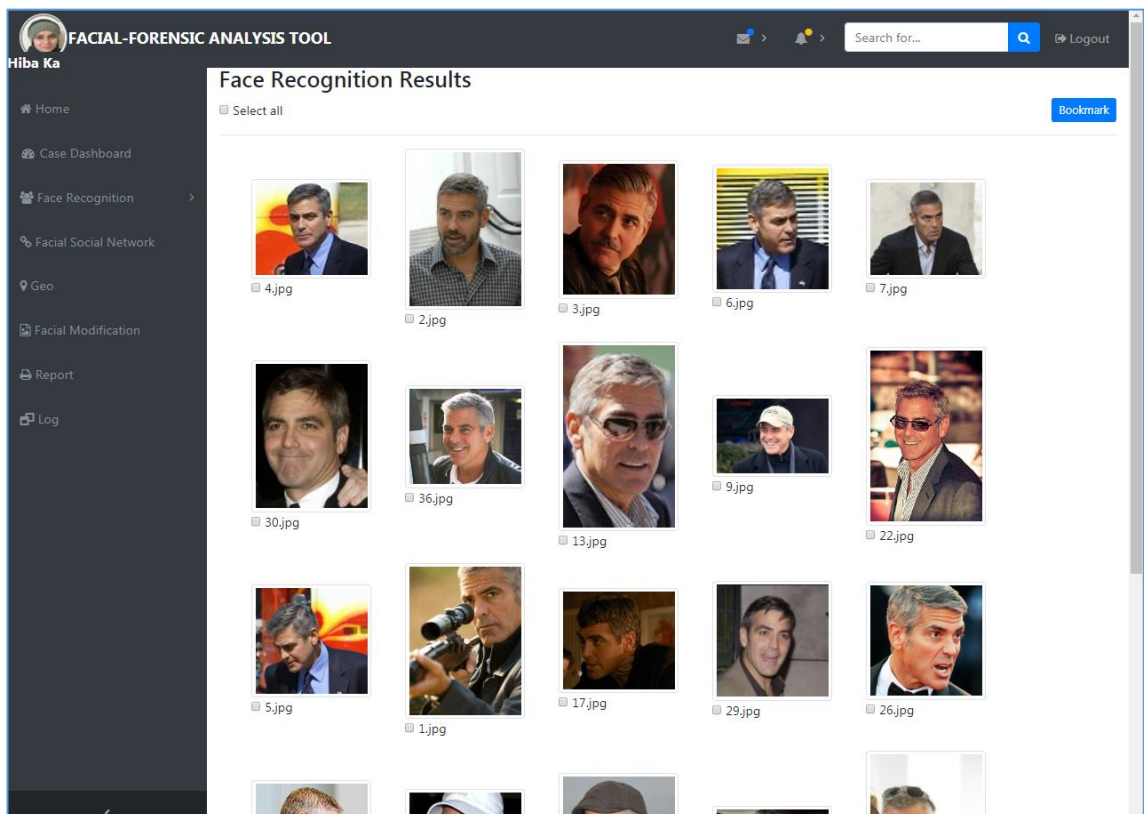 FACIAL-FORENSIC ANALYSIS TOOL
Search for...
Logout
Hiba Ka
Home
Case Dashboard
Face Recognition
Facial Social Network
Geo
Facial Modification
Report
Log
Face Recognition Results
Select all
Bookmark
4.jpg
2.jpg
3.jpg
6.jpg
7.jpg
30.jpg
36.jpg
13.jpg
9.jpg
22.jpg
5.jpg
1.jpg
17.jpg
29.jpg
26.jpg